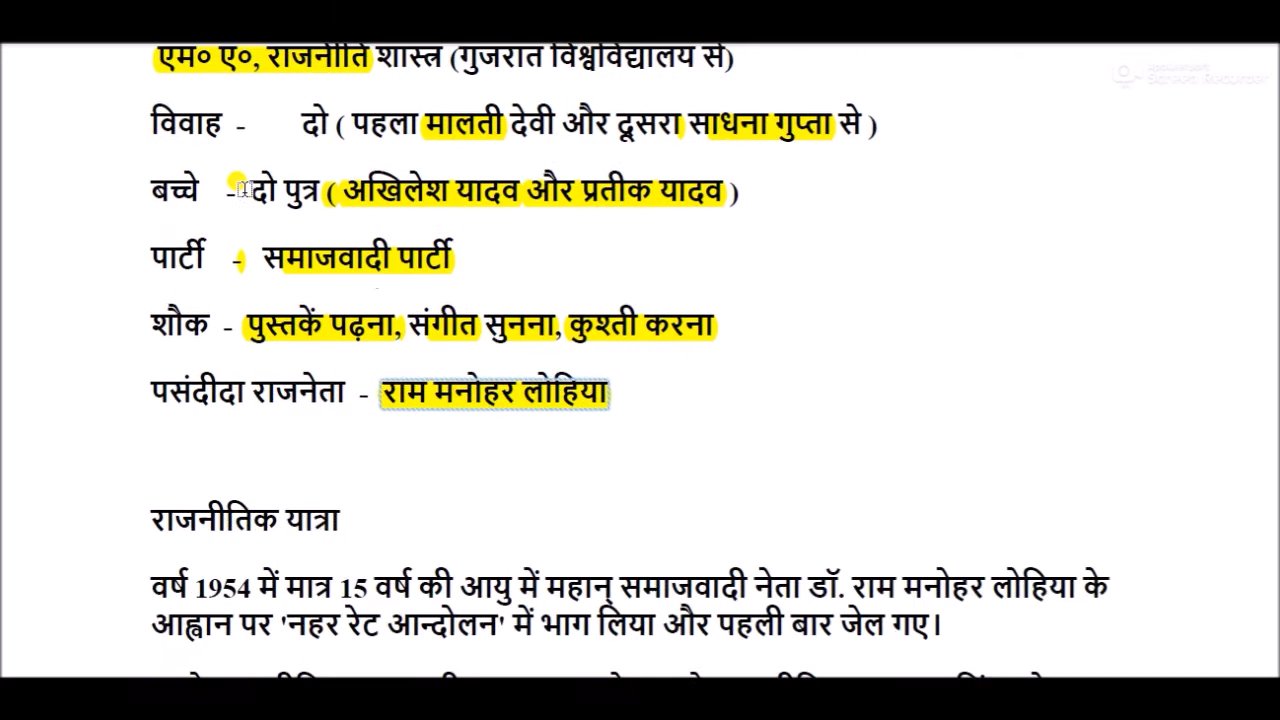 एम० ए०, राजनीति शास्त्र (गुजरात विश्वविद्यालय से)
विवाह - दो ( पहला मालती देवी और दूसरा साधना गुप्ता से )
बच्चे - दो पुत्र ( अखिलेश यादव और प्रतीक यादव )
पार्टी - समाजवादी पार्टी
शौक - पुस्तकें पढ़ना, संगीत सुनना, कुश्ती करना
पसंदीदा राजनेता - राम मनोहर लोहिया
राजनीतिक यात्रा
वर्ष 1954 में मात्र 15 वर्ष की आयु में महान् समाजवादी नेता डॉ. राम मनोहर लोहिया के
आह्वान पर 'नहर रेट आन्दोलन' में भाग लिया और पहली बार जेल गए।